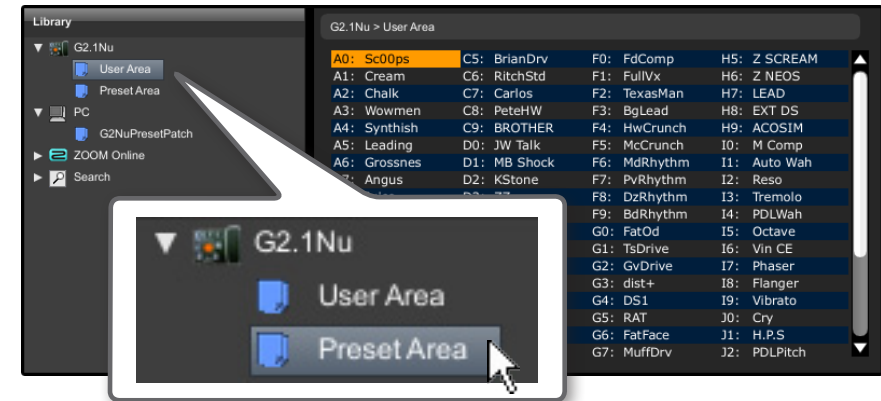 Library
G2.1Nu
User Area
Preset Area
PC
G2NuPresetPatch
ZOOM Online
Search
G2.1Nu > User Area
A0: Sc00ps C5: BrianDrv F0: FdComp H5: Z SCREAM
A1: Cream C6: RitchStd F1: FullVx H6: Z NEOS
A2: Chalk C7: Carlos F2: TexasMan H7: LEAD
A3: Wowmen C8: PeteHW F3: BgLead H8: EXT DS
A4: Synthish C9: BROTHER F4: HwCrunch H9: ACOSIM
A5: Leading D0: JW Talk F5: McCrunch I0: M Comp
A6: Grossnes D1: MB Shock F6: MdRhythm I1: Auto Wah
Angus D2: KStone F7: PvRhythm I2: Reso
F8: DzRhythm I3: Tremolo
F9: BdRhythm I4: PDLWah
G0: FatOd I5: Octave
G1: TsDrive I6: Vin CE
G2: GvDrive I7: Phaser
G3: dist+ I8: Flanger
G4: DS1 I9: Vibrato
G5: RAT J0: Cry
G6: FatFace J1: H.P.S
G7: MuffDrv J2: PDLPitch
G2.1Nu
User Area
Preset Area